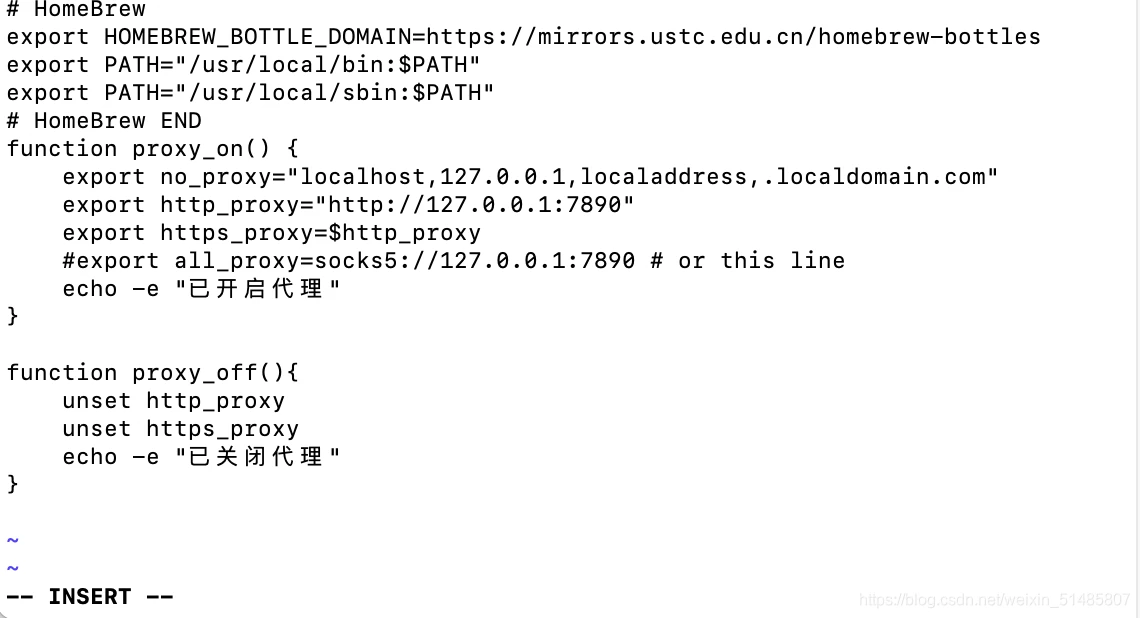 # HomeBrew
export HOMEBREW_BOTTLE_DOMAIN=https://mirrors.ustc.edu.cn/homebrew-bottles
export PATH="/usr/local/bin:$PATH"
export PATH="/usr/local/sbin:$PATH"
# HomeBrew END
function proxy_on() {
    export no_proxy="localhost,127.0.0.1,localaddress,.localdomain.com"
    export http_proxy="http://127.0.0.1:7890"
    export https_proxy=$http_proxy
    #export all_proxy=socks5://127.0.0.1:7890 # or this line
    echo -e "已开启代理"
}
function proxy_off(){
    unset http_proxy
    unset https_proxy
    echo -e "已关闭代理"
}
~
~
-- INSERT --
https://blog.csdn.net/weixin_51485807